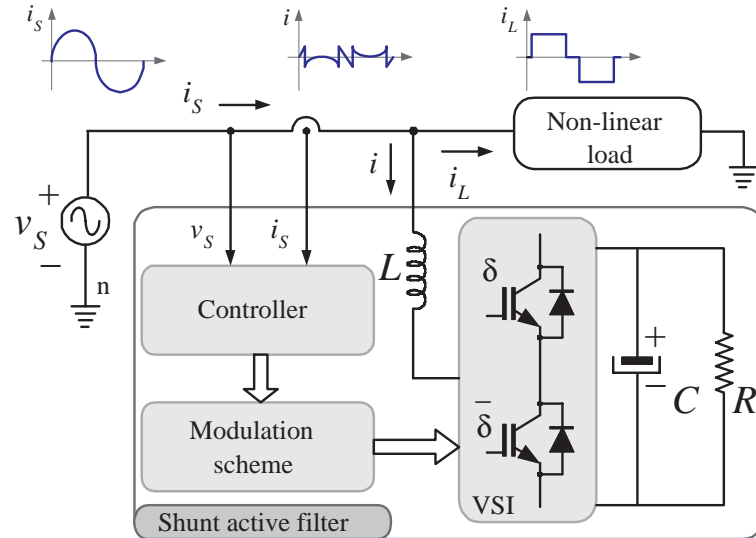 i_S
i
i_L
i_S
Non-linear
load
i
i_L
+
v_S
−
n
v_S
i_S
L
δ
Controller
+
−
C
R
δ̄
Modulation
scheme
VSI
Shunt active filter